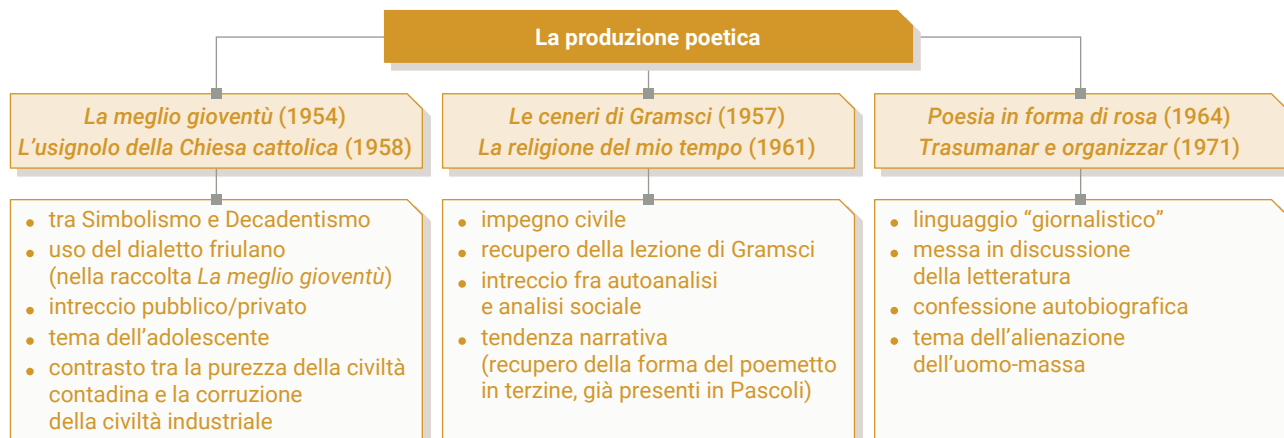 La produzione poetica
La meglio gioventù (1954)
L'usignolo della Chiesa cattolica (1958)
• tra Simbolismo e Decadentismo
• uso del dialetto friulano
(nella raccolta La meglio gioventù)
• intreccio pubblico/privato
• tema dell'adolescente
• contrasto tra la purezza della civiltà
contadina e la corruzione
della civiltà industriale
Le ceneri di Gramsci (1957)
La religione del mio tempo (1961)
• impegno civile
• recupero della lezione di Gramsci
• intreccio fra autoanalisi
e analisi sociale
• tendenza narrativa
(recupero della forma del poemetto
in terzine, già presenti in Pascoli)
Poesia in forma di rosa (1964)
Trasumanar e organizzar (1971)
• linguaggio “giornalistico”
• messa in discussione
della letteratura
• confessione autobiografica
• tema dell'alienazione
dell'uomo-massa